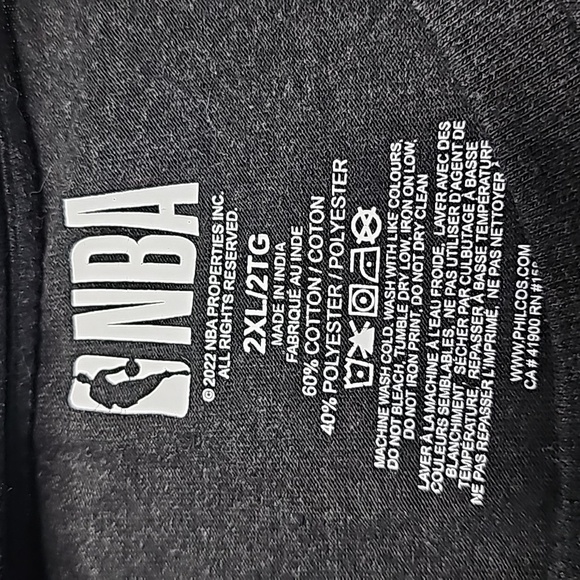 NBA
© 2022 NBA PROPERTIES INC.
ALL RIGHTS RESERVED.
2XL/2TG
MADE IN INDIA
FABRIQUÉ AU INDE
60% COTTON / COTON
40% POLYESTER / POLYESTER
MACHINE WASH COLD, WASH WITH LIKE COLOURS,
DO NOT BLEACH, TUMBLE DRY LOW, IRON ON LOW,
DO NOT IRON PRINT, DO NOT DRY CLEAN
LAVER À LA MACHINE À L'EAU FROIDE, LAVER AVEC DES
COULEURS SEMBLABLES, NE PAS UTILISER D'AGENT DE
BLANCHIMENT, SÉCHER PAR CULBUTAGE À BASSE
TEMPÉRATURE, REPASSER À BASSE TEMPÉRATURE
NE PAS REPASSER L'IMPRIMÉ, NE PAS NETTOYER
WWW.PHILCOS.COM
CA # 41900 RN